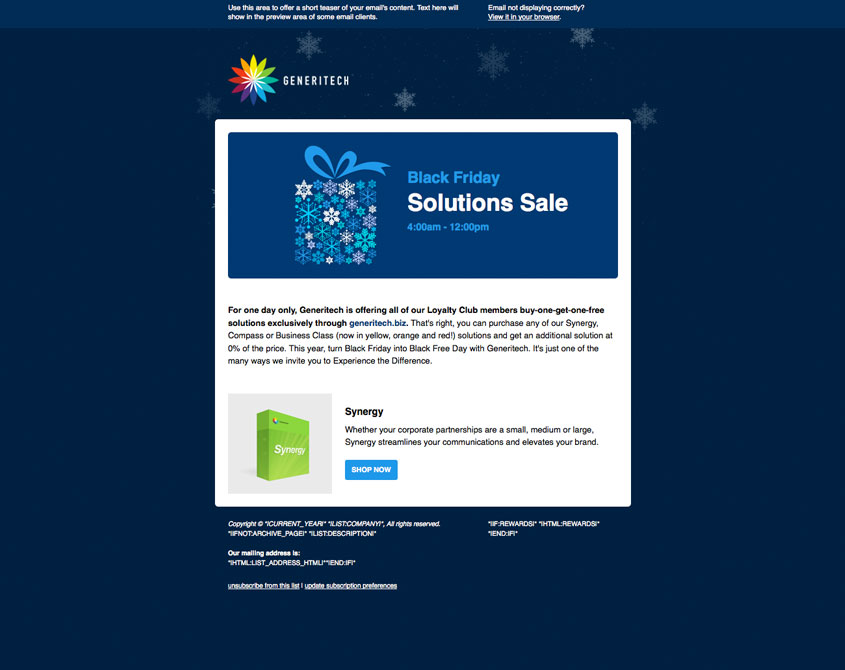 Use this area to offer a short teaser of your email's content. Text here will
show in the preview area of some email clients.
Email not displaying correctly?
View it in your browser.
GENERITECH
Black Friday
Solutions Sale
4:00am - 12:00pm
For one day only, Generitech is offering all of our Loyalty Club members buy-one-get-one-free
solutions exclusively through generitech.biz. That's right, you can purchase any of our Synergy,
Compass or Business Class (now in yellow, orange and red!) solutions and get an additional solution at
0% of the price. This year, turn Black Friday into Black Free Day with Generitech. It's just one of the
many ways we invite you to Experience the Difference.
Synergy
Synergy
Whether your corporate partnerships are a small, medium or large,
Synergy streamlines your communications and elevates your brand.
SHOP NOW
Copyright © *|CURRENT_YEAR|* *|LIST:COMPANY|*, All rights reserved.
*|IFNOT:ARCHIVE_PAGE|* *|LIST:DESCRIPTION|*
Our mailing address is:
*|HTML:LIST_ADDRESS_HTML|**|END:IF|*
unsubscribe from this list | update subscription preferences
*|IF:REWARDS|* *|HTML:REWARDS|*
*|END:IF|*